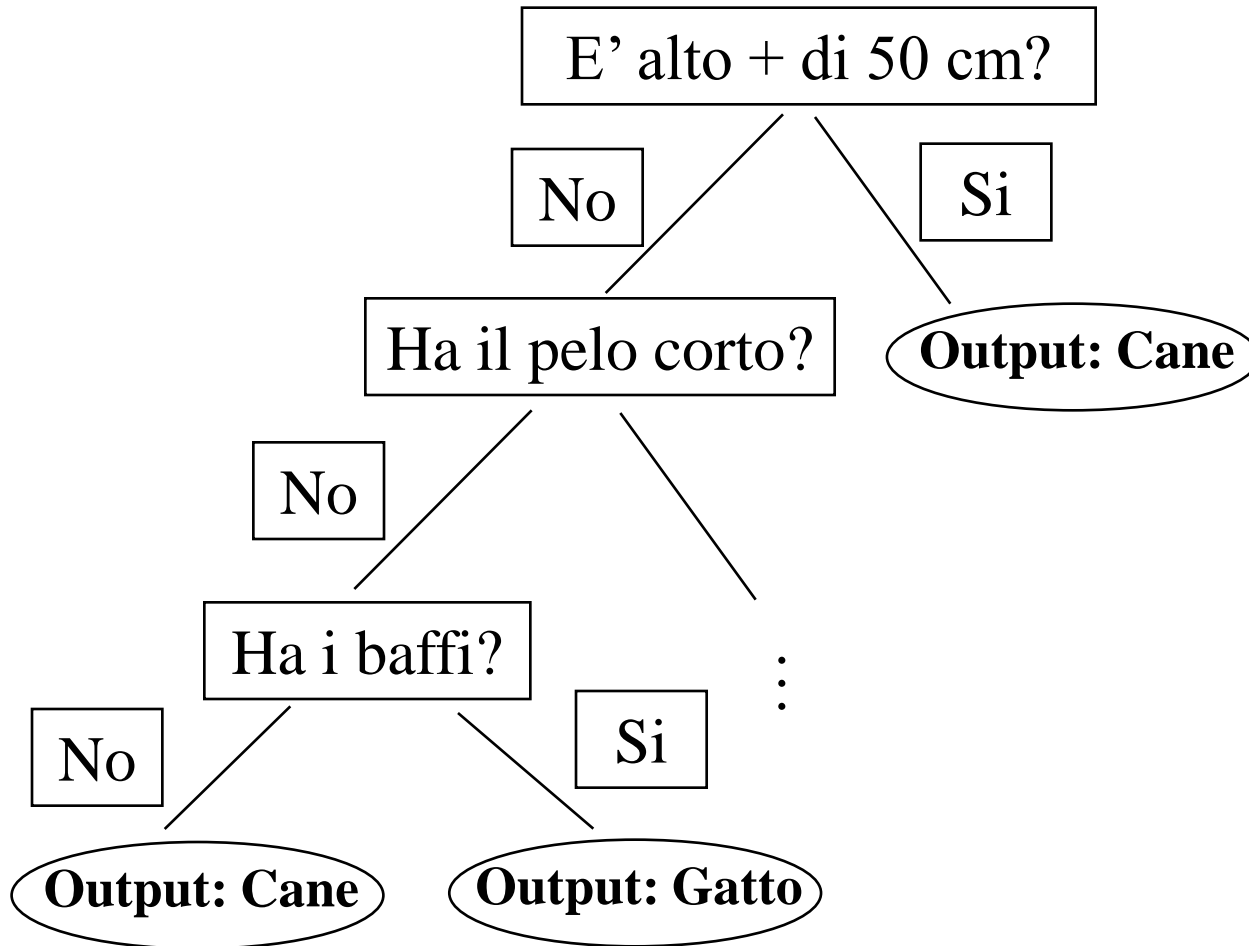 E’ alto + di 50 cm?
No
Si
Ha il pelo corto?
Output: Cane
No
Ha i baffi?
⋮
No
Si
Output: Cane
Output: Gatto